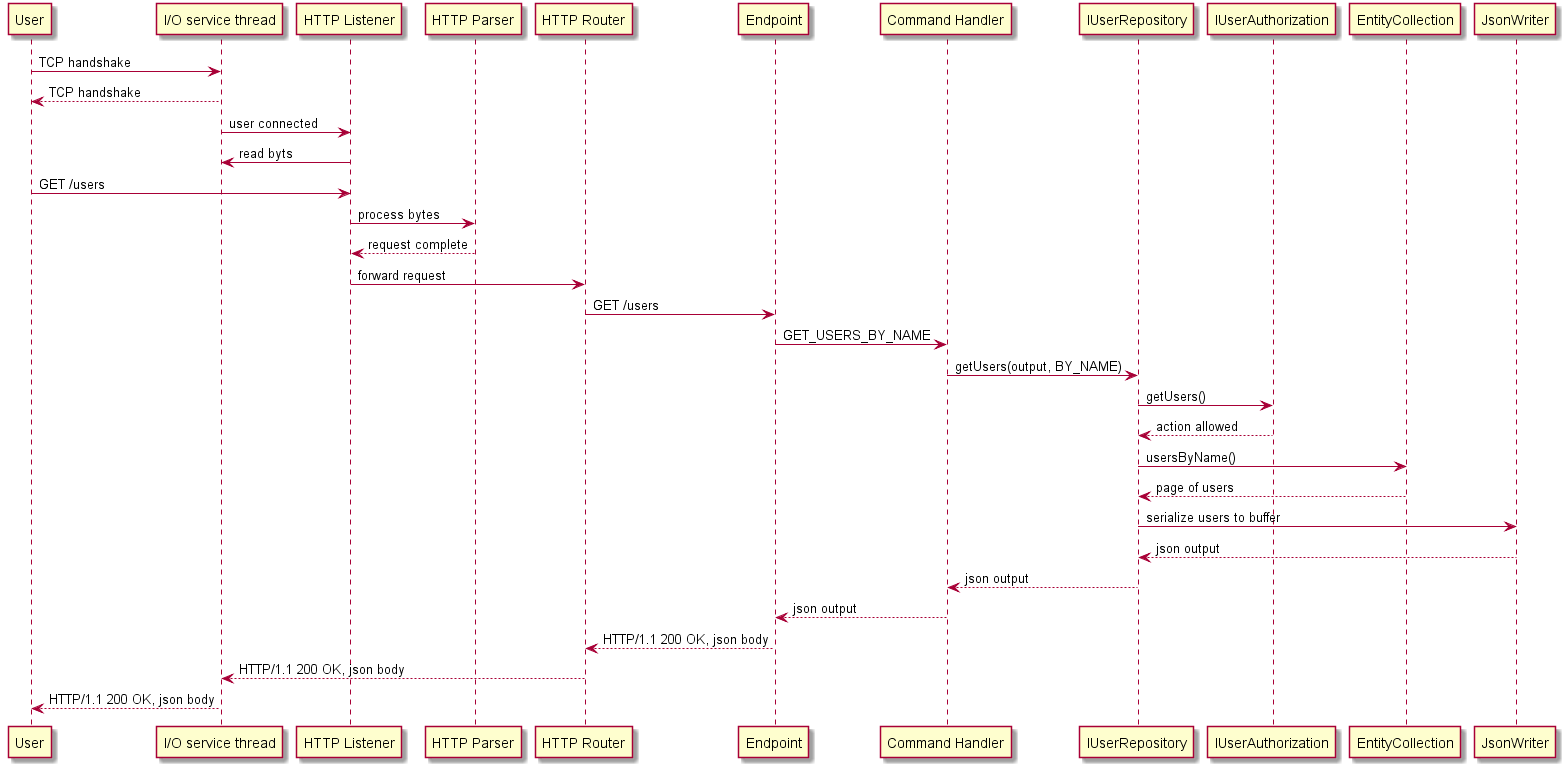 User I/O service thread HTTP Listener HTTP Parser HTTP Router Endpoint Command Handler IUserRepository IUserAuthorization EntityCollection JsonWriter
TCP handshake
TCP handshake
user connected
read byts
GET /users
process bytes
request complete
forward request
GET /users
GET_USERS_BY_NAME
getUsers(output, BY_NAME)
getUsers()
action allowed
usersByName()
page of users
serialize users to buffer
json output
json output
json output
HTTP/1.1 200 OK, json body
HTTP/1.1 200 OK, json body
HTTP/1.1 200 OK, json body
User I/O service thread HTTP Listener HTTP Parser HTTP Router Endpoint Command Handler IUserRepository IUserAuthorization EntityCollection JsonWriter